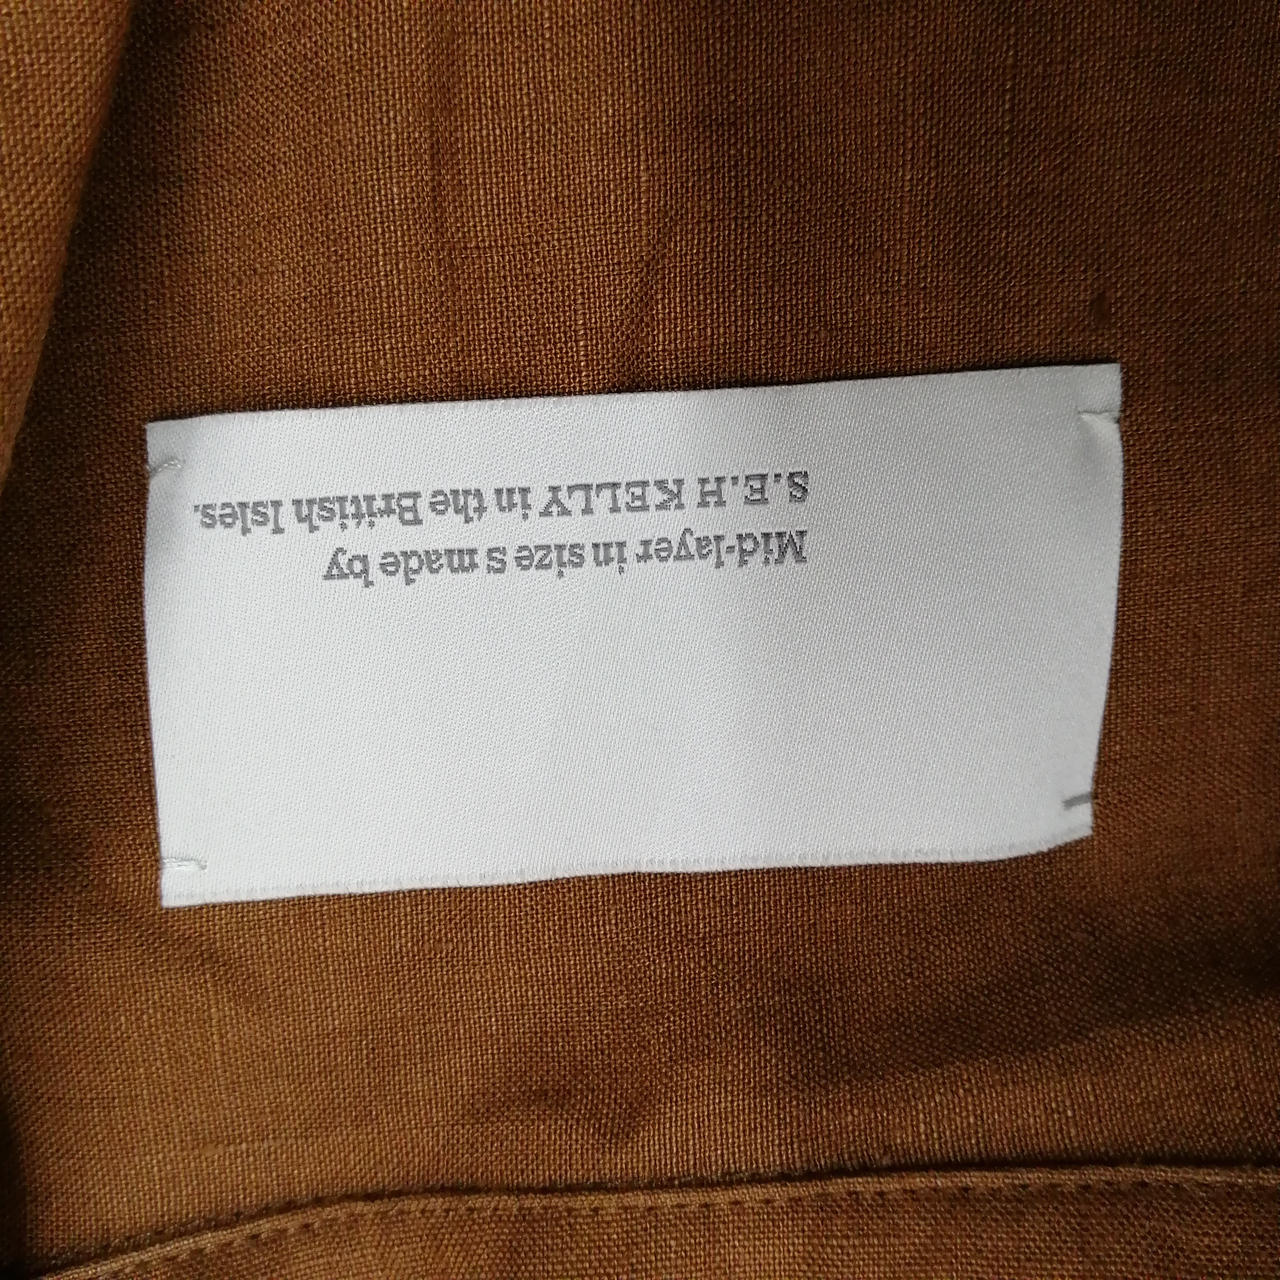 Mid-layer in size S made by
S.E.H KELLY in the British Isles.